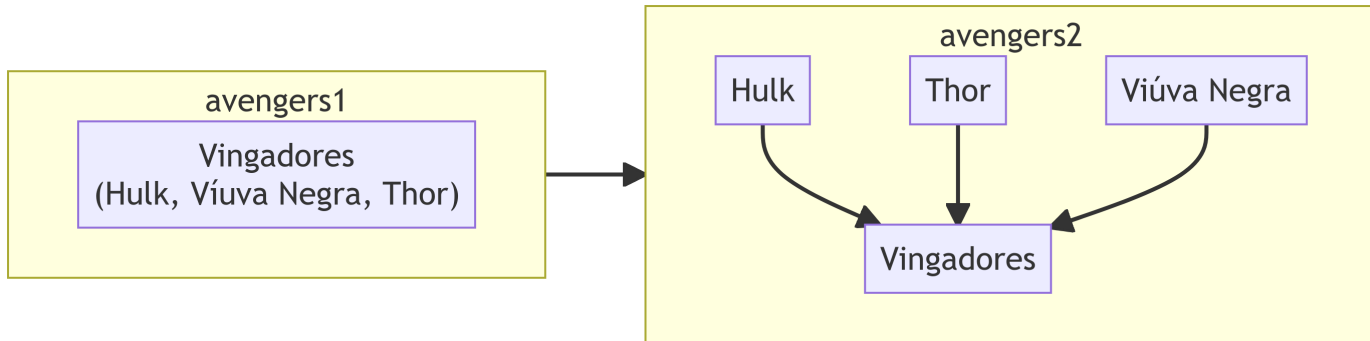 avengers1
Vingadores
(Hulk, Víuva Negra, Thor)
avengers2
Hulk
Thor
Viúva Negra
Vingadores